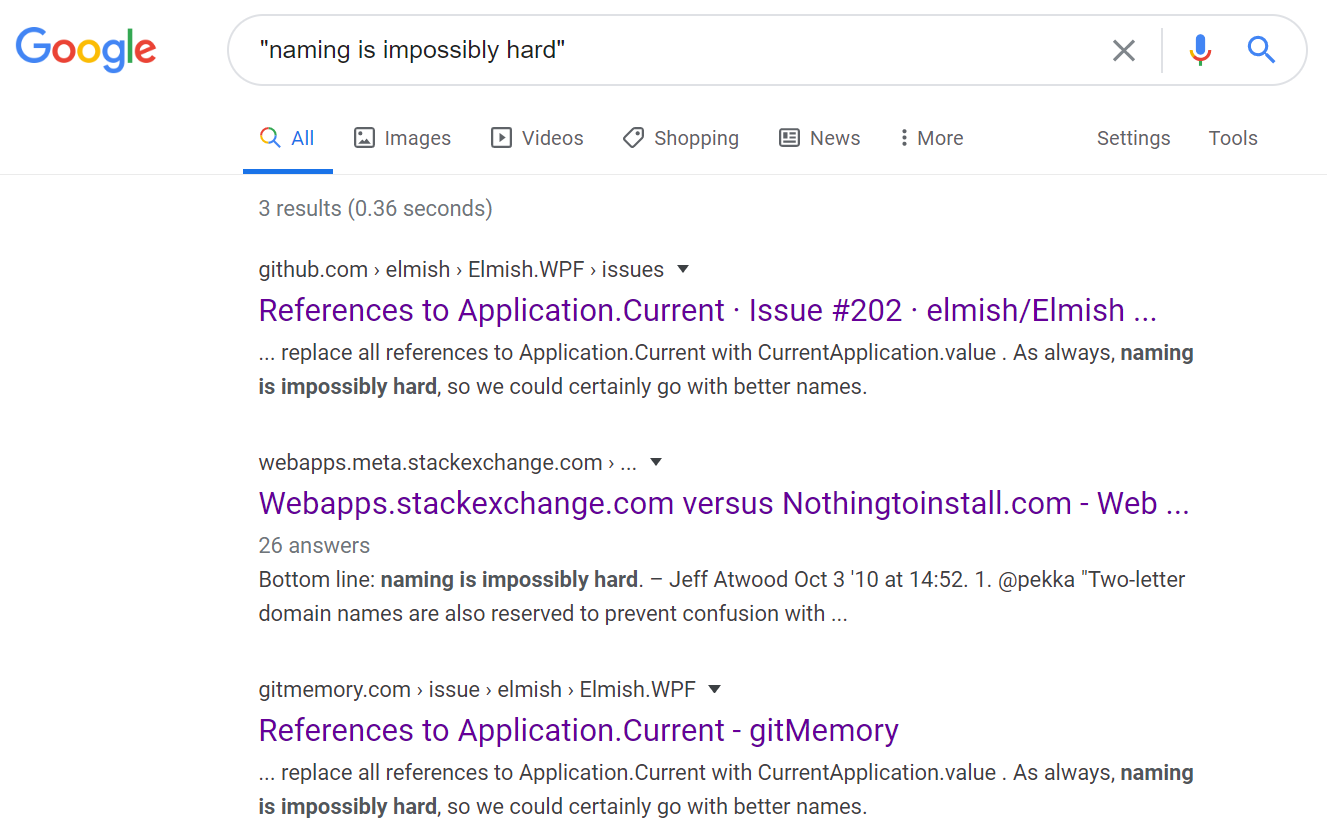 Google
"naming is impossibly hard"
All Images Videos Shopping News More Settings Tools
3 results (0.36 seconds)
github.com › elmish › Elmish.WPF › issues
References to Application.Current · Issue #202 · elmish/Elmish ...
... replace all references to Application.Current with CurrentApplication.value . As always, naming
is impossibly hard, so we could certainly go with better names.
webapps.meta.stackexchange.com › ...
Webapps.stackexchange.com versus Nothingtoinstall.com - Web ...
26 answers
Bottom line: naming is impossibly hard. – Jeff Atwood Oct 3 '10 at 14:52. 1. @pekka "Two-letter
domain names are also reserved to prevent confusion with ...
gitmemory.com › issue › elmish › Elmish.WPF
References to Application.Current - gitMemory
... replace all references to Application.Current with CurrentApplication.value . As always, naming
is impossibly hard, so we could certainly go with better names.